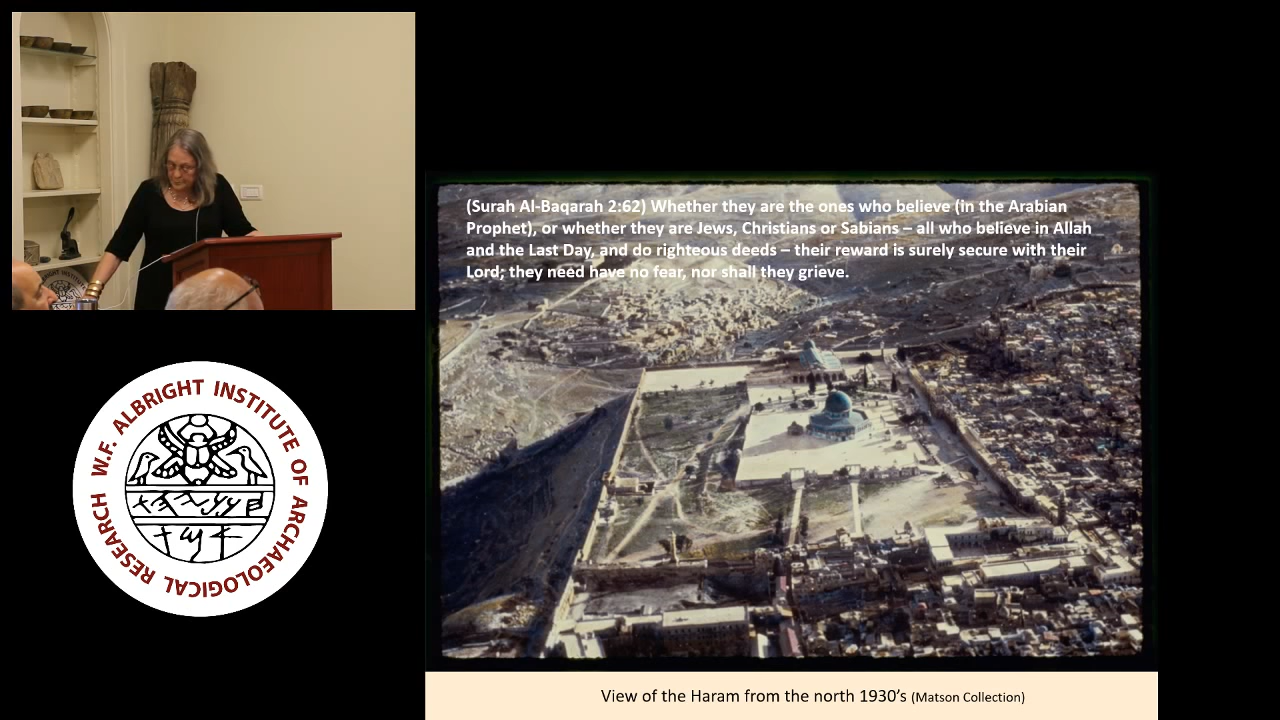 (Surah Al-Baqarah 2:62) Whether they are the ones who believe (in the Arabian
Prophet), or whether they are Jews, Christians or Sabians – all who believe in Allah
and the Last Day, and do righteous deeds – their reward is surely secure with their
Lord; they need have no fear, nor shall they grieve.
W.F. ALBRIGHT INSTITUTE OF ARCHAEOLOGICAL RESEARCH
View of the Haram from the north 1930's (Matson Collection)